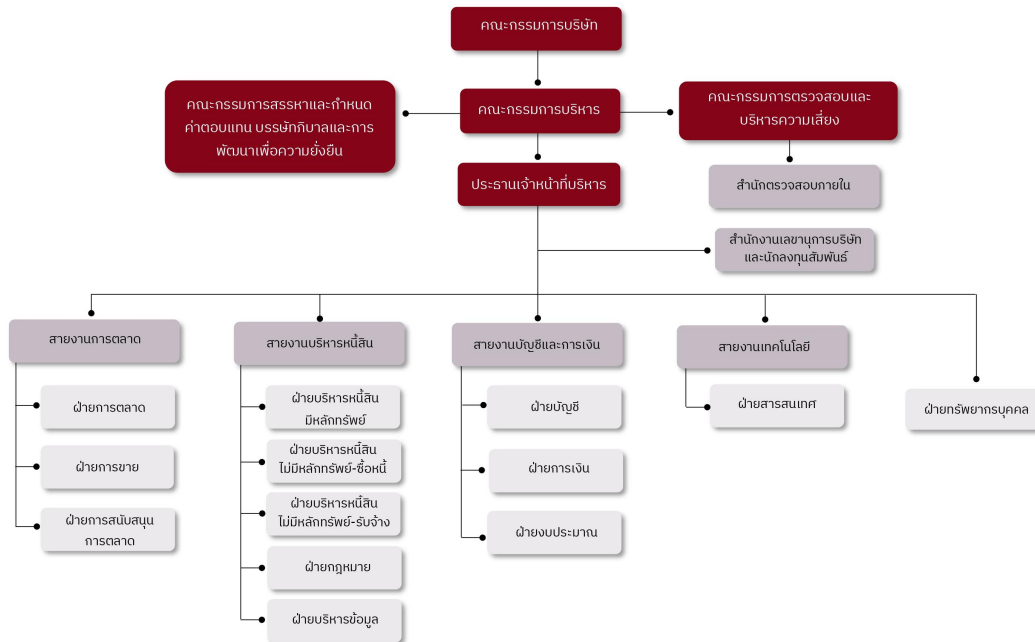 คณะกรรมการบริษัท
คณะกรรมการสรรหาและกำหนด
ค่าตอบแทน บรรษัทภิบาลและการ
พัฒนาเพื่อความยั่งยืน
คณะกรรมการบริหาร
คณะกรรมการตรวจสอบและ
บริหารความเสี่ยง
ประธานเจ้าหน้าที่บริหาร
สำนักตรวจสอบภายใน
สำนักงานเลขานุการบริษัท
และนักลงทุนสัมพันธ์
สายงานการตลาด
ฝ่ายการตลาด
ฝ่ายการขาย
ฝ่ายการสนับสนุน
การตลาด
สายงานบริหารหนี้สิน
ฝ่ายบริหารหนี้สิน
มีหลักทรัพย์
ฝ่ายบริหารหนี้สิน
ไม่มีหลักทรัพย์-ซื้อหนี้
ฝ่ายบริหารหนี้สิน
ไม่มีหลักทรัพย์-รับจ้าง
ฝ่ายกฎหมาย
ฝ่ายบริหารข้อมูล
สายงานบัญชีและการเงิน
ฝ่ายบัญชี
ฝ่ายการเงิน
ฝ่ายงบประมาณ
สายงานเทคโนโลยี
ฝ่ายสารสนเทศ
ฝ่ายทรัพยากรบุคคล